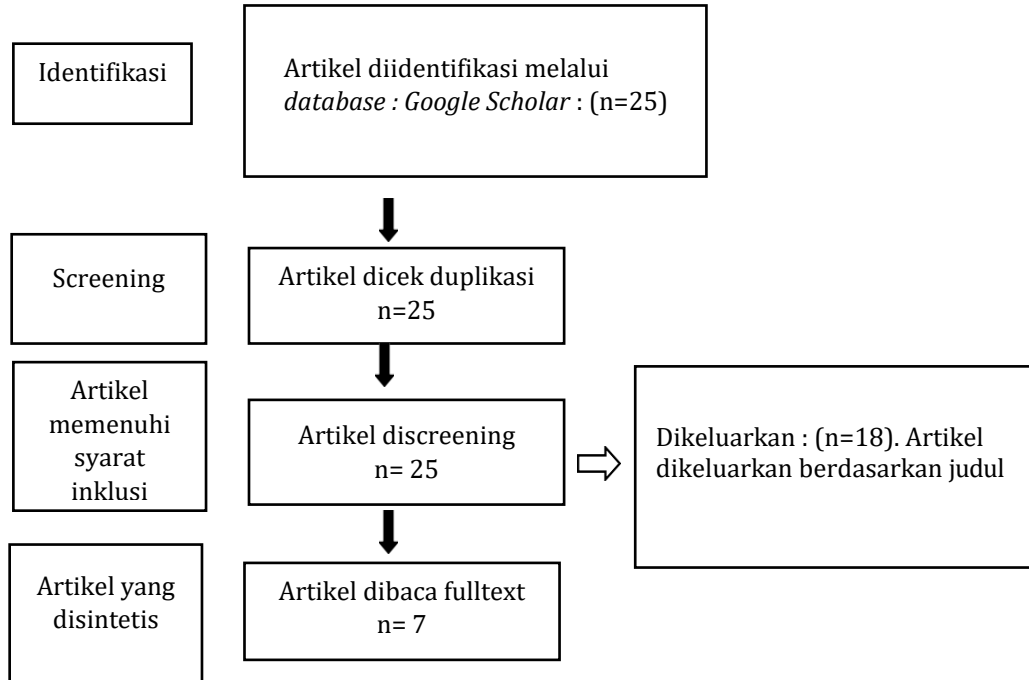 Identifikasi
Artikel diidentifikasi melalui
database : Google Scholar : (n=25)
Screening
Artikel dicek duplikasi
n=25
Artikel
memenuhi
syarat
inklusi
Artikel discreening
n= 25
Dikeluarkan : (n=18). Artikel
dikeluarkan berdasarkan judul
Artikel yang
disintetis
Artikel dibaca fulltext
n= 7